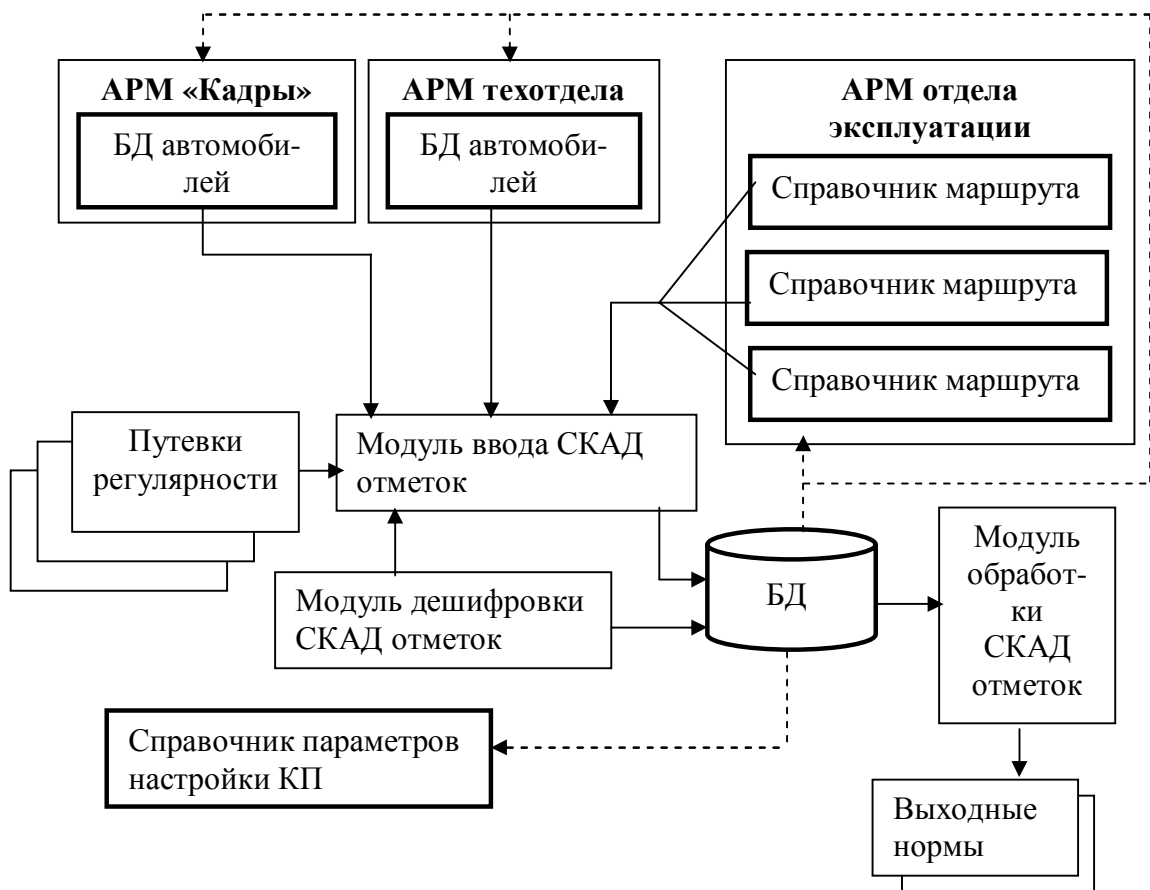 АРМ «Кадры»
БД автомоби-
лей
АРМ техотдела
БД автомоби-
лей
АРМ отдела
эксплуатации
Справочник маршрута
Справочник маршрута
Справочник маршрута
Путевки
регулярности
Модуль ввода СКАД
отметок
Модуль дешифровки
СКАД отметок
БД
Модуль
обработ-
ки
СКАД
отметок
Справочник параметров
настройки КП
Выходные
нормы